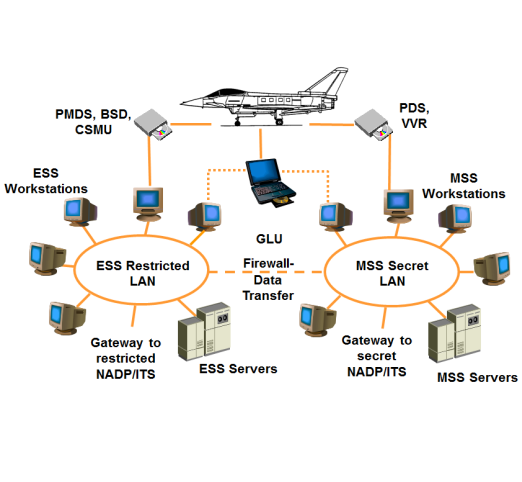 PMDS, BSD,
CSMU
PDS,
VVR
ESS
Workstations
MSS
Workstations
GLU
ESS Restricted
LAN
Firewall-
Data
Transfer
MSS Secret
LAN
Gateway to
restricted
NADP/ITS
ESS Servers
Gateway to
secret
NADP/ITS
MSS Servers